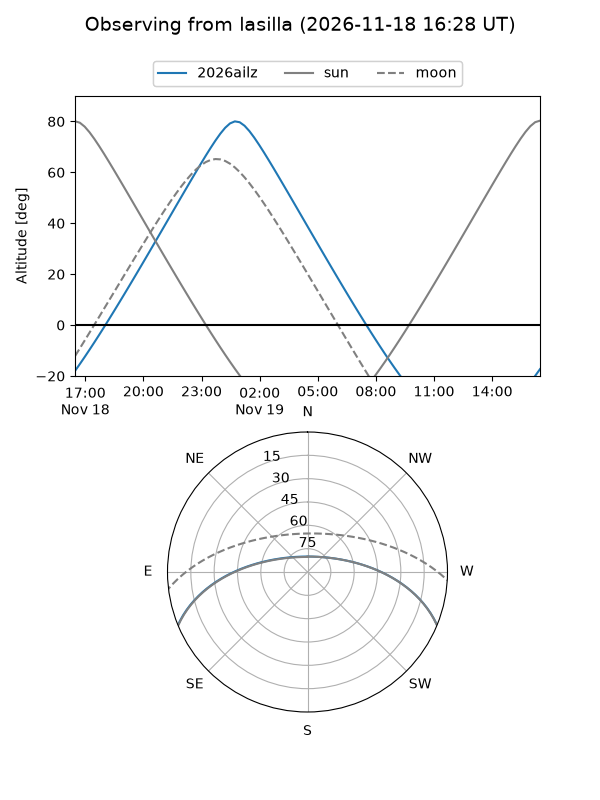 Observing from lasilla (2026-11-18 16:28 UT)
2026ailz sun moon
80
60
40
20
0
−20
Altitude [deg]
17:00 20:00 23:00 02:00 05:00 08:00 11:00 14:00
Nov 18 Nov 19
N
NE NW
15
30
45
60
75
E W
SE SW
S